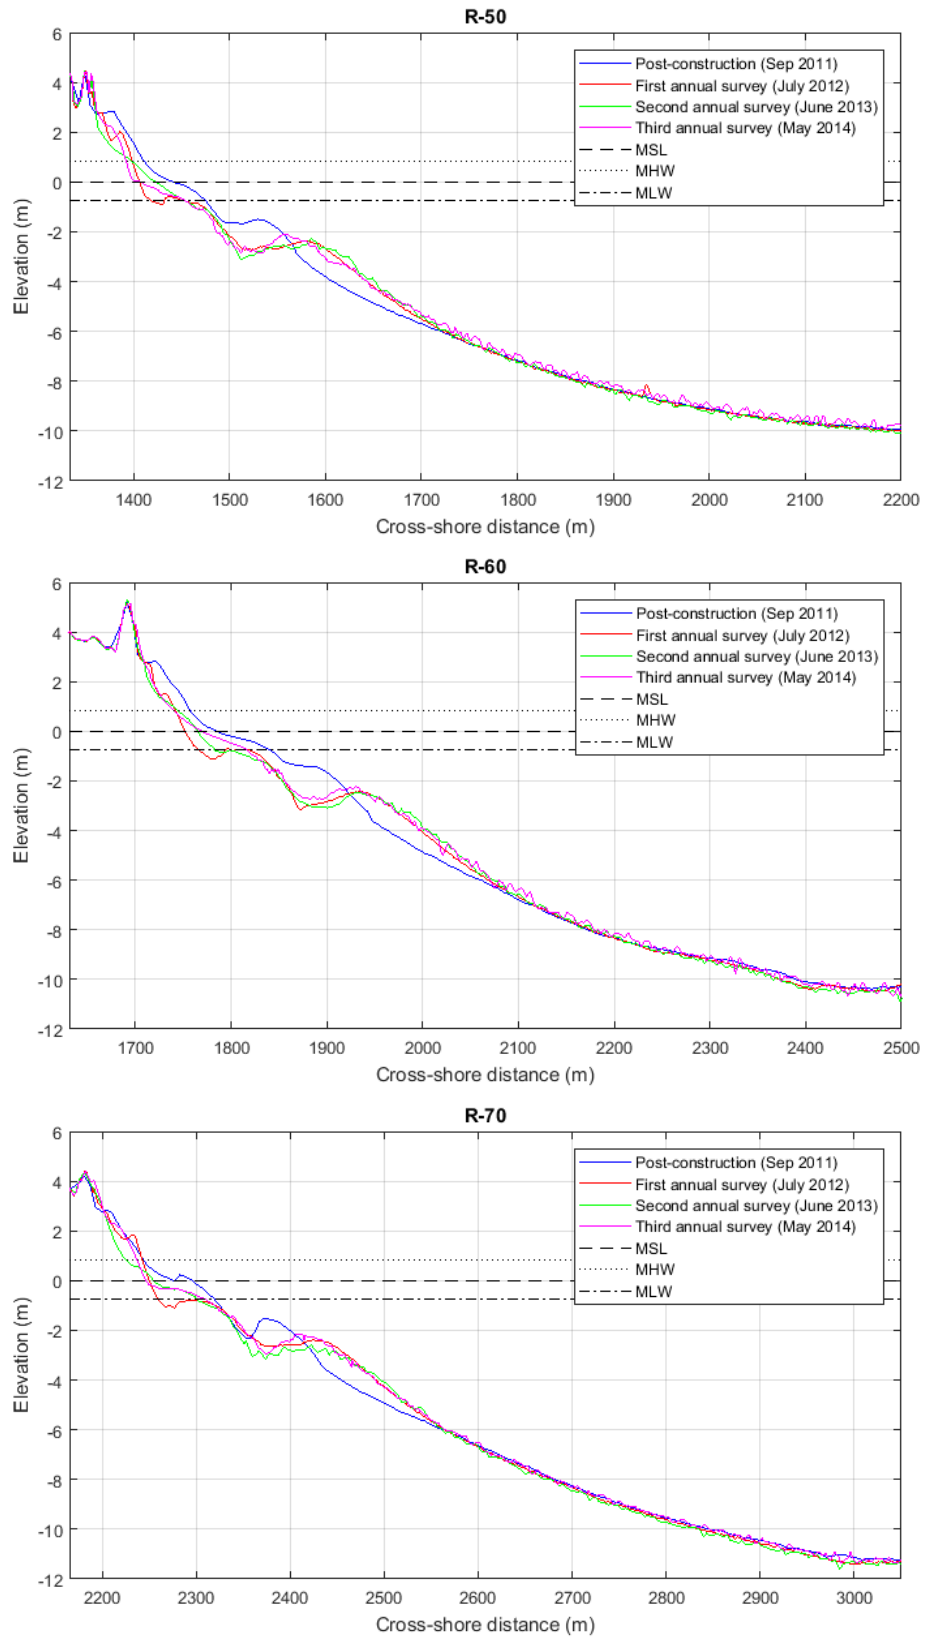 R-50
6
4
2
0
-2
-4
-6
-8
-10
-12
Elevation (m)
Post-construction (Sep 2011)
First annual survey (July 2012)
Second annual survey (June 2013)
Third annual survey (May 2014)
MSL
MHW
MLW
1400 1500 1600 1700 1800 1900 2000 2100 2200
Cross-shore distance (m)
R-60
6
4
2
0
-2
-4
-6
-8
-10
-12
Elevation (m)
Post-construction (Sep 2011)
First annual survey (July 2012)
Second annual survey (June 2013)
Third annual survey (May 2014)
MSL
MHW
MLW
1700 1800 1900 2000 2100 2200 2300 2400 2500
Cross-shore distance (m)
R-70
6
4
2
0
-2
-4
-6
-8
-10
-12
Elevation (m)
Post-construction (Sep 2011)
First annual survey (July 2012)
Second annual survey (June 2013)
Third annual survey (May 2014)
MSL
MHW
MLW
2200 2300 2400 2500 2600 2700 2800 2900 3000
Cross-shore distance (m)